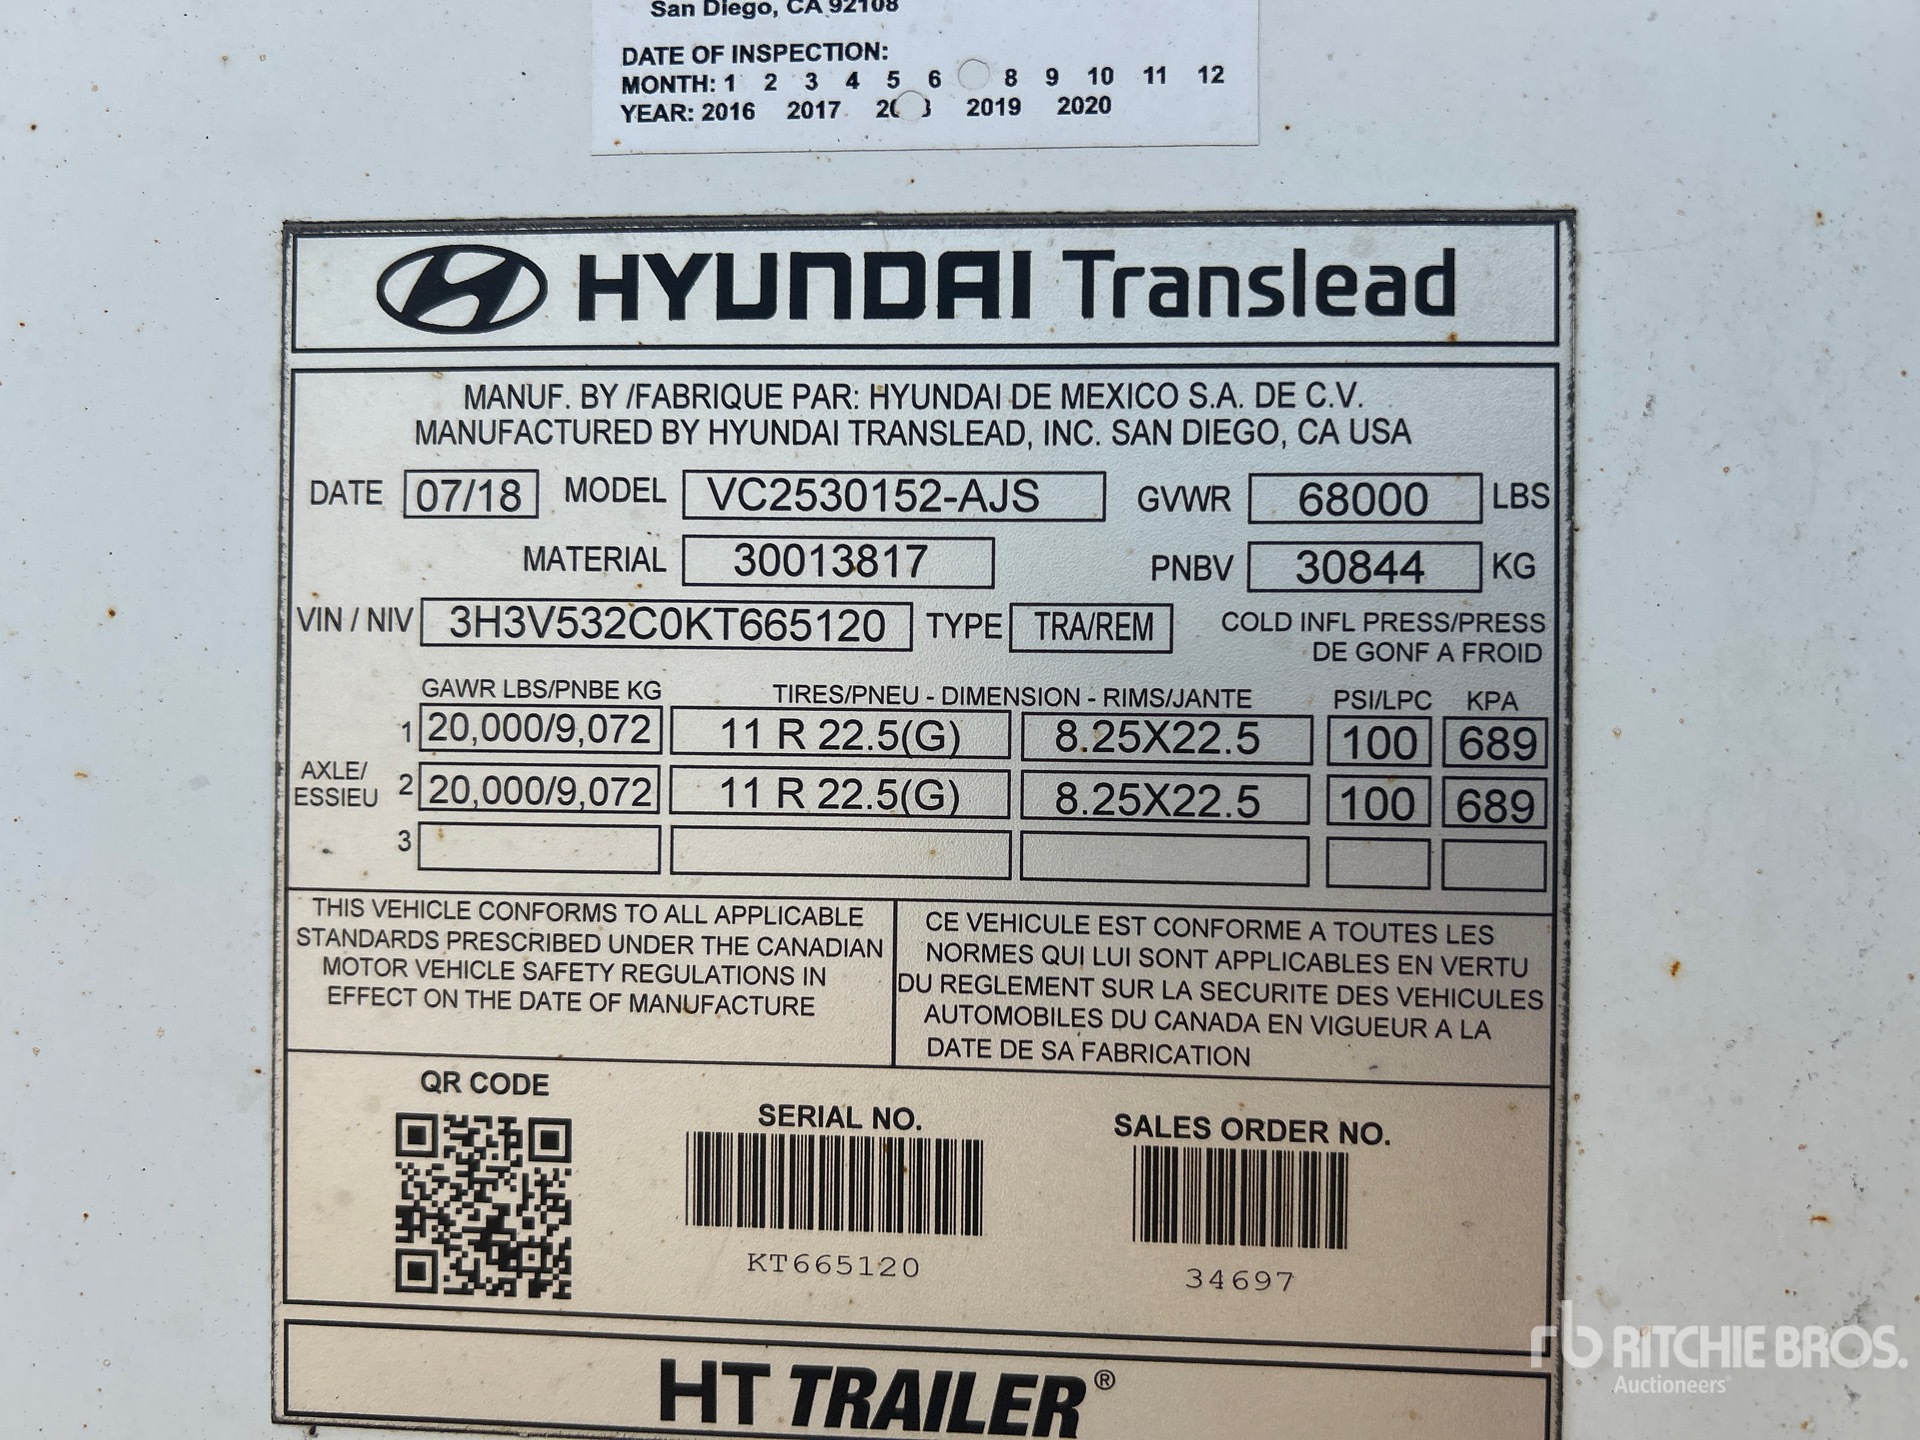 San Diego, CA 92108
DATE OF INSPECTION:
MONTH: 1 2 3 4 5 6 8 9 10 11 12
YEAR: 2016 2017 2019 2020
HYUNDAI Translead
MANUF. BY /FABRIQUE PAR: HYUNDAI DE MEXICO S.A. DE C.V.
MANUFACTURED BY HYUNDAI TRANSLEAD, INC. SAN DIEGO, CA USA
DATE 07/18 MODEL VC2530152-AJS GVWR 68000 LBS
MATERIAL 30013817 PNBV 30844 KG
VIN / NIV 3H3V532C0KT665120 TYPE TRA/REM COLD INFL PRESS/PRESS
DE GONF A FROID
GAWR LBS/PNBE KG TIRES/PNEU - DIMENSION - RIMS/JANTE PSI/LPC KPA
1 20,000/9,072 11 R 22.5(G) 8.25X22.5 100 689
AXLE/
ESSIEU
2 20,000/9,072 11 R 22.5(G) 8.25X22.5 100 689
3
THIS VEHICLE CONFORMS TO ALL APPLICABLE
STANDARDS PRESCRIBED UNDER THE CANADIAN
MOTOR VEHICLE SAFETY REGULATIONS IN
EFFECT ON THE DATE OF MANUFACTURE
CE VEHICULE EST CONFORME A TOUTES LES
NORMES QUI LUI SONT APPLICABLES EN VERTU
DU REGLEMENT SUR LA SECURITE DES VEHICULES
AUTOMOBILES DU CANADA EN VIGUEUR A LA
DATE DE SA FABRICATION
QR CODE
SERIAL NO.
KT665120
SALES ORDER NO.
34697
HT TRAILER®
rb RITCHIE BROS.
Auctioneers